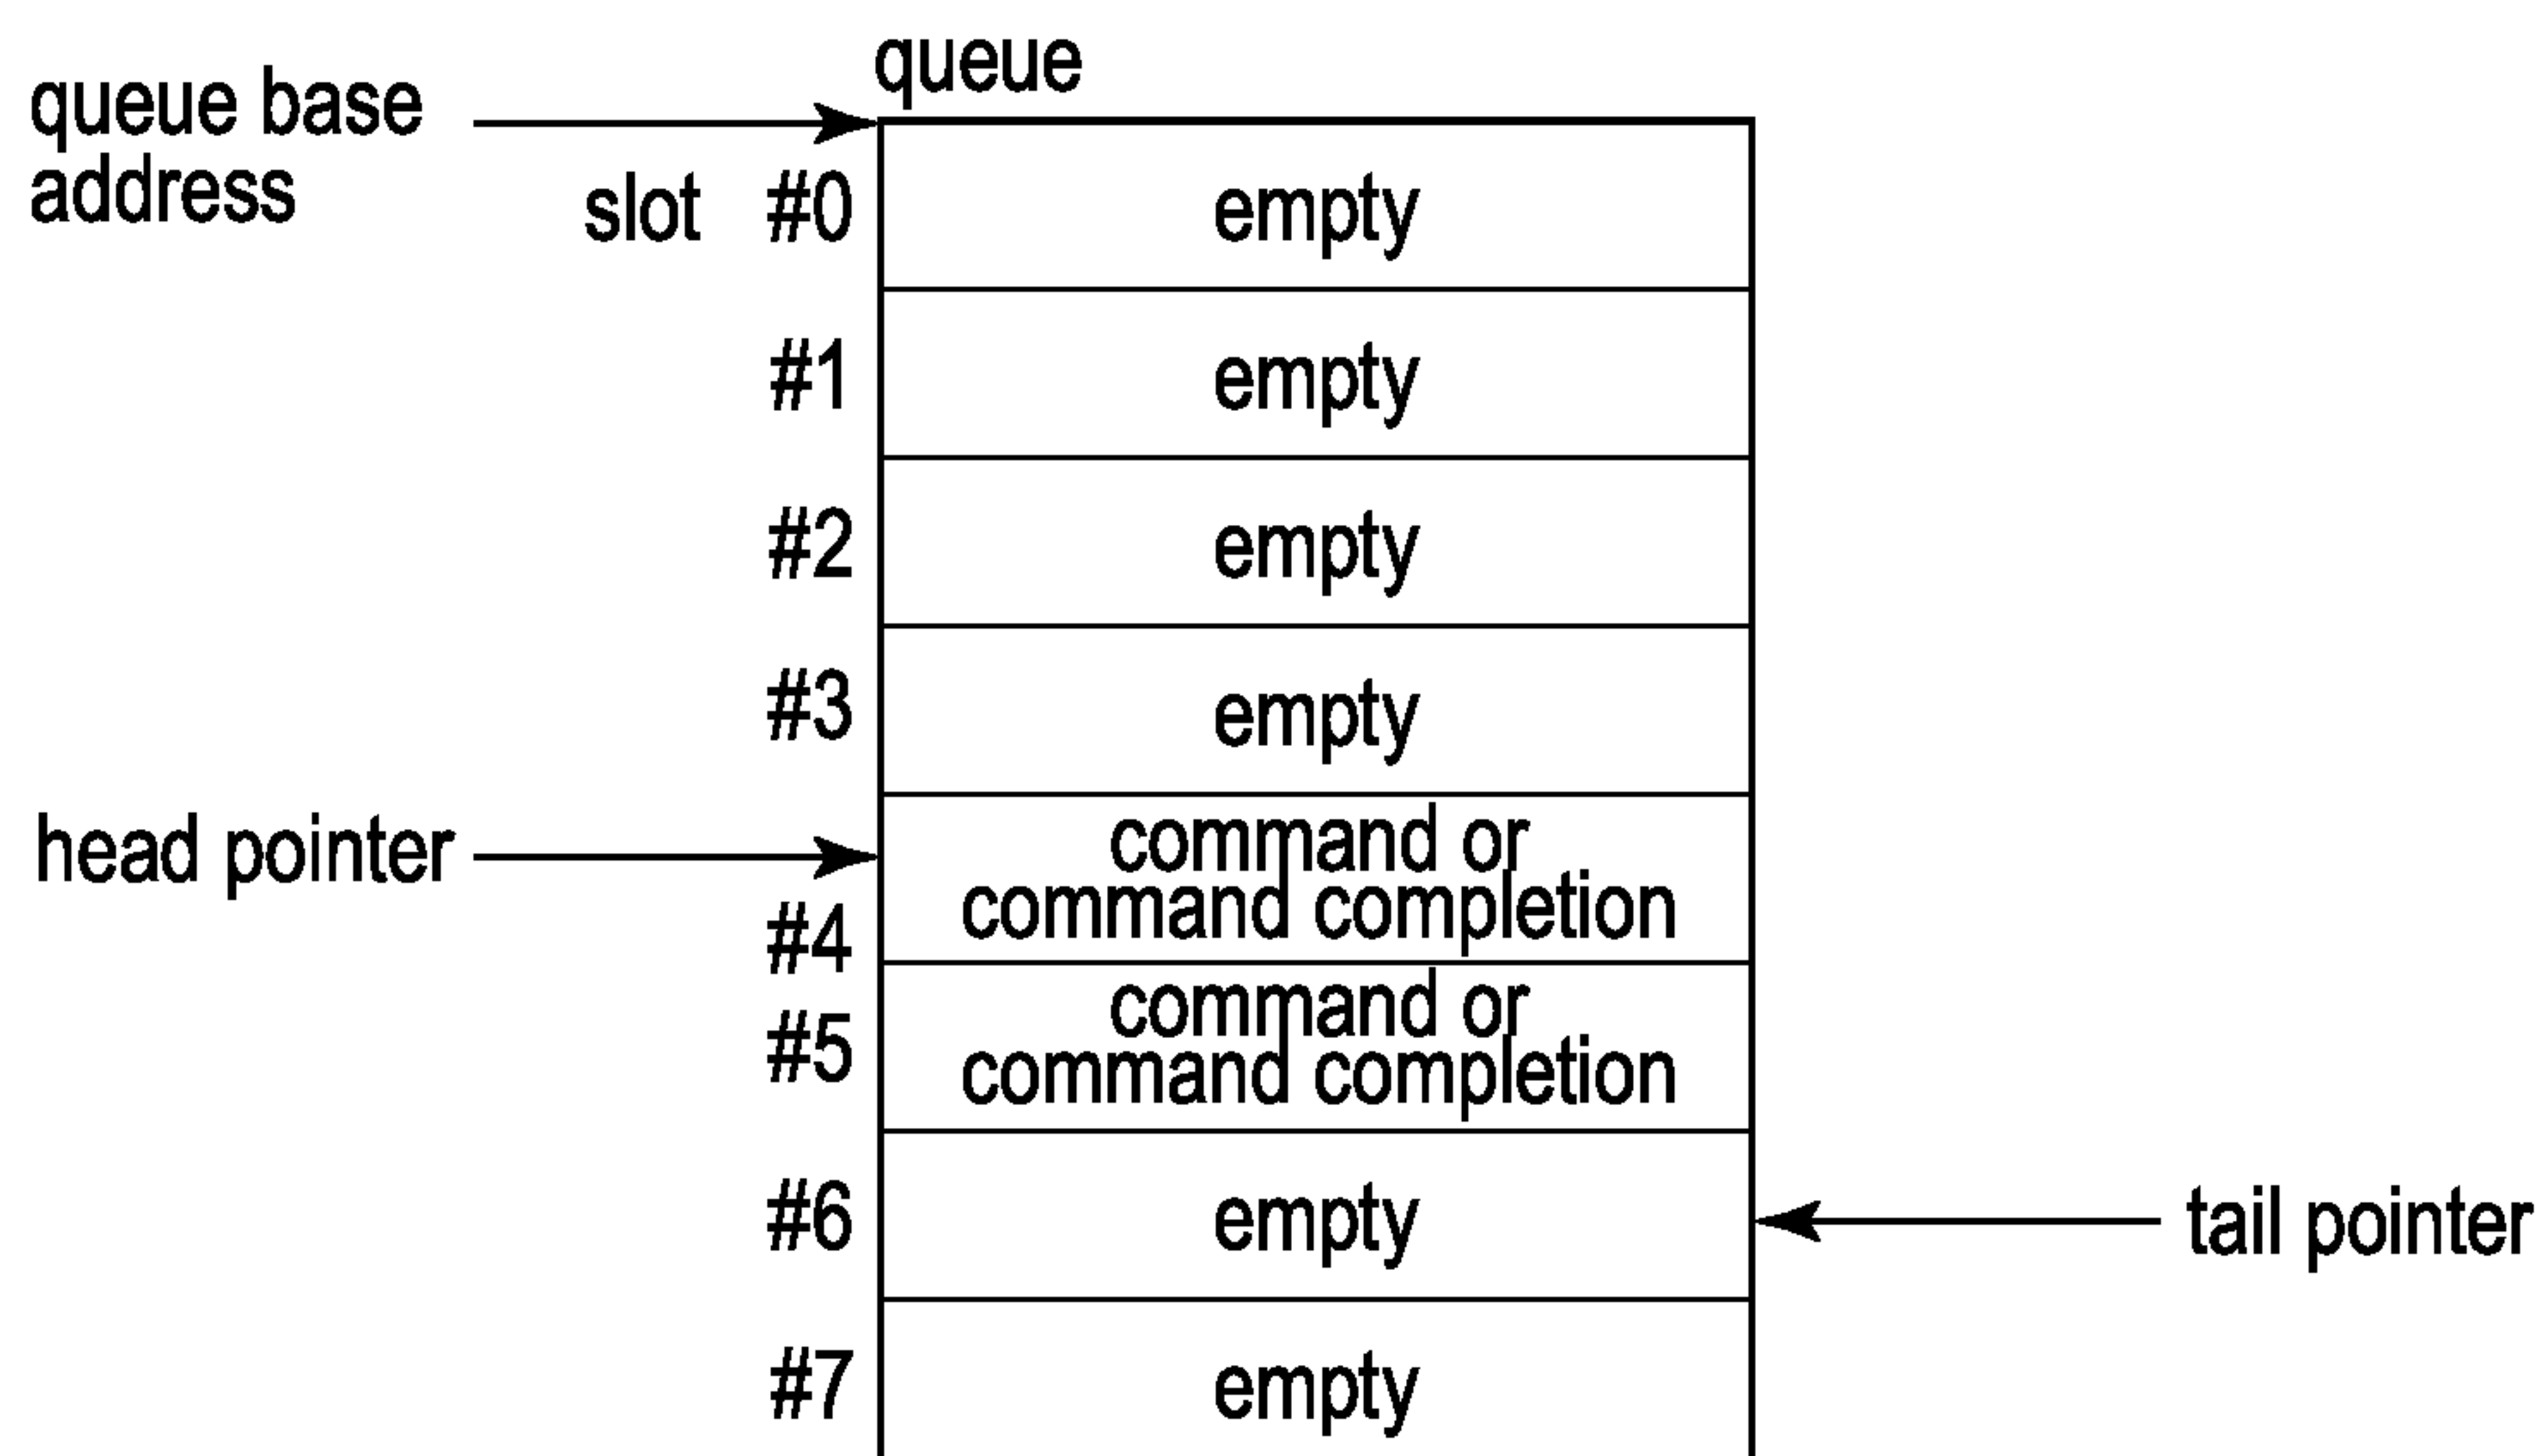 queue
queue base
address
slot #0 empty
#1 empty
#2 empty
#3 empty
head pointer
command or
command completion
#4
command or
command completion
#5
#6 empty
tail pointer
#7 empty